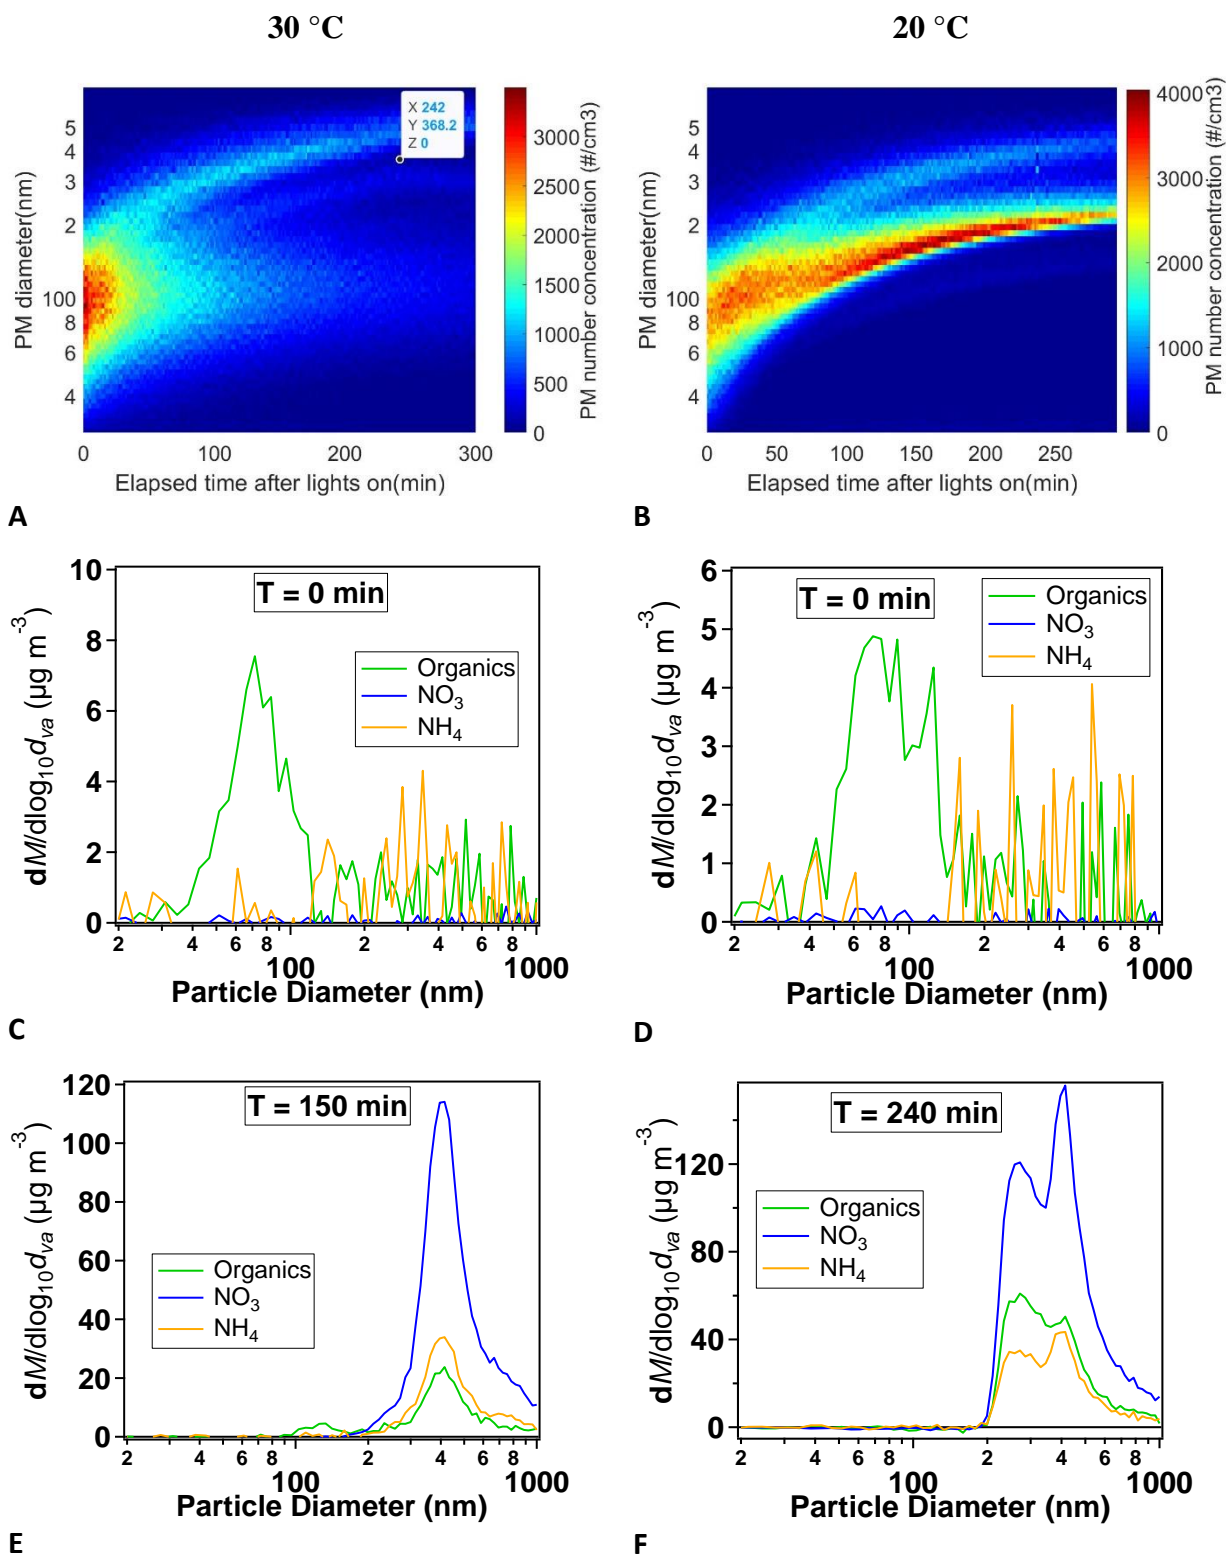 30 °C
20 °C
5
4
3
2
100
8
6
4
PM diameter(nm)
0
100
200
300
Elapsed time after lights on(min)
X 242
Y 368.2
Z 0
3000
2500
2000
1500
1000
500
0
PM number concentration (#/cm3)
A
5
4
3
2
100
8
6
4
PM diameter(nm)
0
50
100
150
200
250
Elapsed time after lights on(min)
4000
3000
2000
1000
0
PM number concentration (#/cm3)
B
T = 0 min
Organics
NO3
NH4
10
8
6
4
2
0
dM/dlog10dva (µg m-3)
2 4 6 8 100 2 4 6 8 1000
Particle Diameter (nm)
C
T = 0 min
Organics
NO3
NH4
6
5
4
3
2
1
0
dM/dlog10dva (µg m-3)
2 4 6 8 100 2 4 6 8 1000
Particle Diameter (nm)
D
T = 150 min
Organics
NO3
NH4
120
100
80
60
40
20
0
dM/dlog10dva (µg m-3)
2 4 6 8 100 2 4 6 8 1000
Particle Diameter (nm)
E
T = 240 min
Organics
NO3
NH4
120
80
40
0
dM/dlog10dva (µg m-3)
2 4 6 8 100 2 4 6 8 1000
Particle Diameter (nm)
F